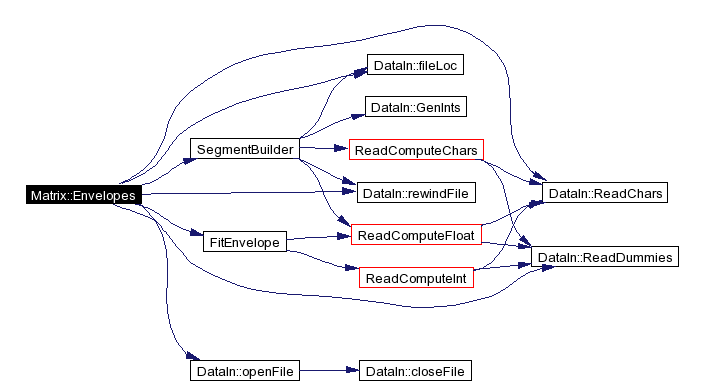 DataIn::fileLoc
DataIn::GenInts
SegmentBuilder
ReadComputeChars
Matrix::Envelopes
DataIn::rewindFile
DataIn::ReadChars
FitEnvelope
ReadComputeFloat
DataIn::ReadDummies
ReadComputeInt
DataIn::openFile
DataIn::closeFile